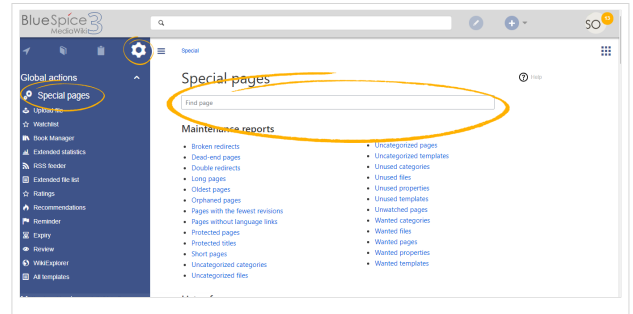 BlueSpice 3
MediaWiki
SO
Special
Global actions
Special pages
Upload file
Watchlist
Book Manager
Extended statistics
RSS feeder
Extended file list
Ratings
Recommendations
Reminder
Expiry
Review
WikiExplorer
All templates
Special pages
Help
Find page
Maintenance reports
Broken redirects
Dead-end pages
Double redirects
Long pages
Oldest pages
Orphaned pages
Pages with the fewest revisions
Pages without language links
Protected pages
Protected titles
Short pages
Uncategorized categories
Uncategorized files
Uncategorized pages
Uncategorized templates
Unused categories
Unused files
Unused properties
Unused templates
Unwatched pages
Wanted categories
Wanted files
Wanted pages
Wanted properties
Wanted templates